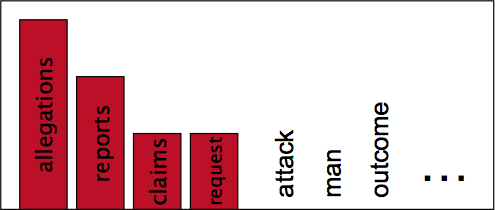 allegations
reports
claims
request
attack
man
outcome
...